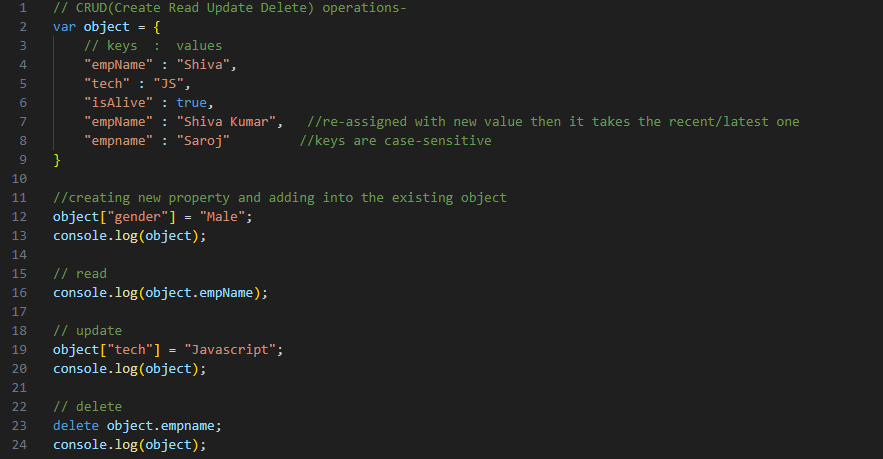 1 // CRUD(Create Read Update Delete) operations-
2 var object = {
3     // keys  :  values
4     "empName" : "Shiva",
5     "tech" : "JS",
6     "isAlive" : true,
7     "empName" : "Shiva Kumar",   //re-assigned with new value then it takes the recent/latest one
8     "empname" : "Saroj"         //keys are case-sensitive
9 }
10
11 //creating new property and adding into the existing object
12 object["gender"] = "Male";
13 console.log(object);
14
15 // read
16 console.log(object.empName);
17
18 // update
19 object["tech"] = "Javascript";
20 console.log(object);
21
22 // delete
23 delete object.empname;
24 console.log(object);